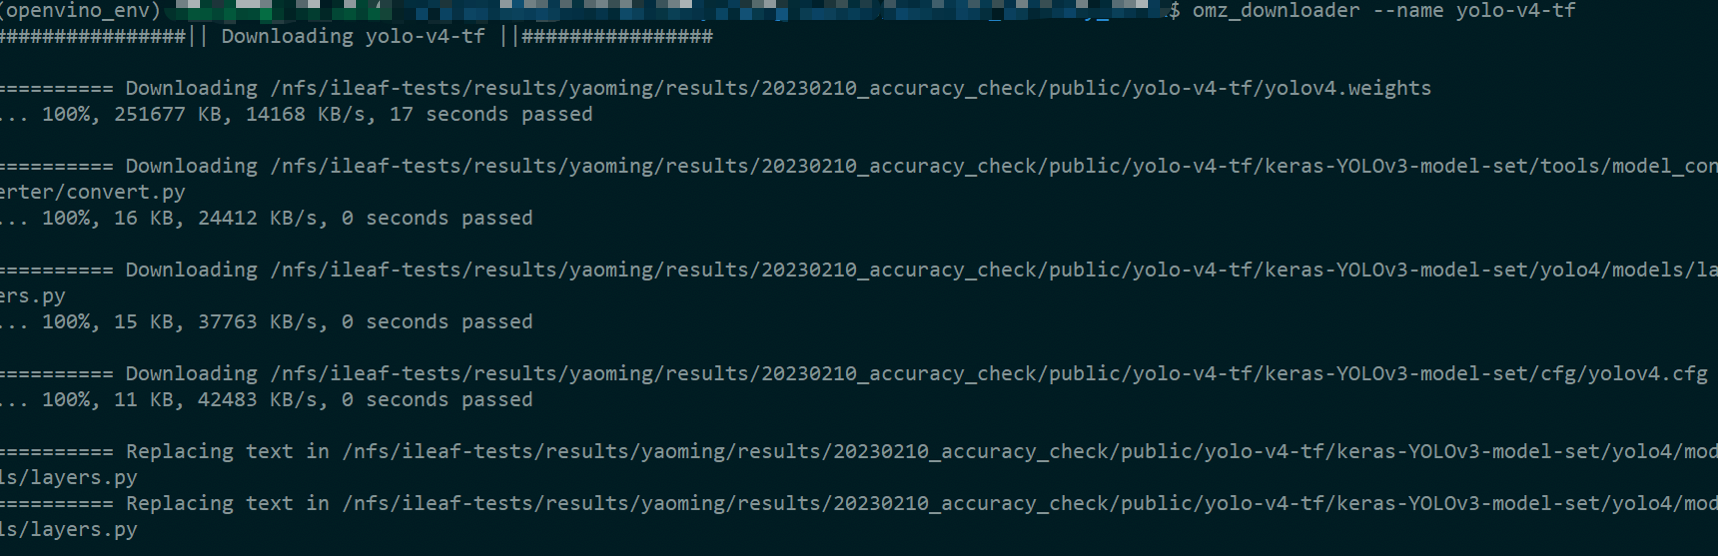 (openvino_env) $ omz_downloader --name yolo-v4-tf
################|| Downloading yolo-v4-tf ||################
========== Downloading /nfs/ileaf-tests/results/yaoming/results/20230210_accuracy_check/public/yolo-v4-tf/yolov4.weights
... 100%, 251677 KB, 14168 KB/s, 17 seconds passed
========== Downloading /nfs/ileaf-tests/results/yaoming/results/20230210_accuracy_check/public/yolo-v4-tf/keras-YOLOv3-model-set/tools/model_con
erter/convert.py
... 100%, 16 KB, 24412 KB/s, 0 seconds passed
========== Downloading /nfs/ileaf-tests/results/yaoming/results/20230210_accuracy_check/public/yolo-v4-tf/keras-YOLOv3-model-set/yolo4/models/la
ers.py
... 100%, 15 KB, 37763 KB/s, 0 seconds passed
========== Downloading /nfs/ileaf-tests/results/yaoming/results/20230210_accuracy_check/public/yolo-v4-tf/keras-YOLOv3-model-set/cfg/yolov4.cfg
... 100%, 11 KB, 42483 KB/s, 0 seconds passed
========== Replacing text in /nfs/ileaf-tests/results/yaoming/results/20230210_accuracy_check/public/yolo-v4-tf/keras-YOLOv3-model-set/yolo4/mod
ls/layers.py
========== Replacing text in /nfs/ileaf-tests/results/yaoming/results/20230210_accuracy_check/public/yolo-v4-tf/keras-YOLOv3-model-set/yolo4/mod
ls/layers.py